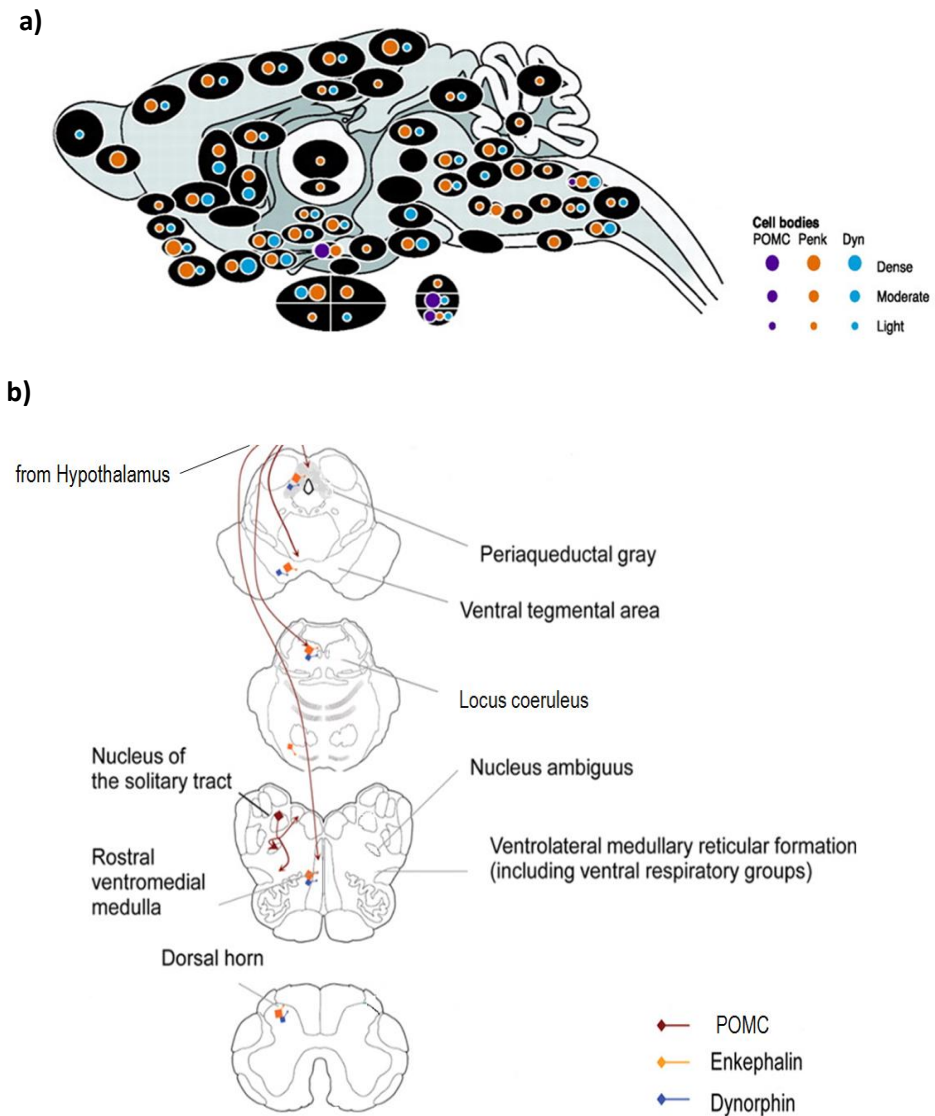 a)
Cell bodies
POMC Penk Dyn
Dense
Moderate
Light
b)
from Hypothalamus
Periaqueductal gray
Ventral tegmental area
Locus coeruleus
Nucleus of
the solitary tract
Nucleus ambiguus
Rostral
ventromedial
medulla
Ventrolateral medullary reticular formation
(including ventral respiratory groups)
Dorsal horn
POMC
Enkephalin
Dynorphin